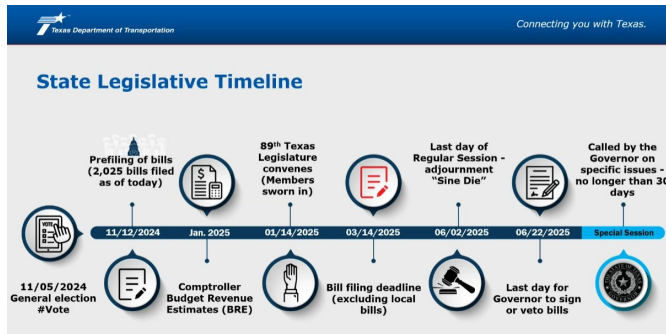 Texas Department of Transportation
Connecting you with Texas.
State Legislative Timeline
Prefiling of bills
(2,025 bills filed
as of today)
89th Texas
Legislature
convenes
(Members
sworn in)
Last day of
Regular Session -
adjournment
"Sine Die"
Called by the
Governor on
specific issues -
no longer than 30
days
VOTE
11/12/2024
Jan. 2025
01/14/2025
03/14/2025
06/02/2025
06/22/2025
Special Session
11/05/2024
General election
#Vote
Comptroller
Budget Revenue
Estimates (BRE)
Bill filing deadline
(excluding local
bills)
Last day for
Governor to sign
or veto bills